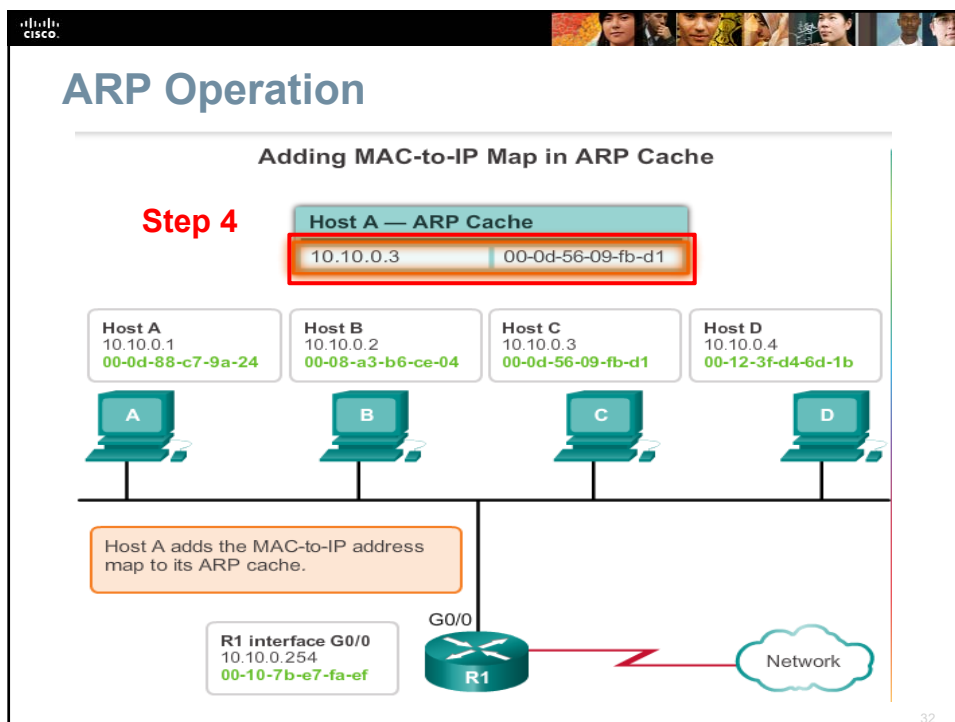 CISCO.
ARP Operation
Adding MAC-to-IP Map in ARP Cache
Step 4
Host A — ARP Cache
10.10.0.3 00-0d-56-09-fb-d1
Host A
10.10.0.1
00-0d-88-c7-9a-24
Host B
10.10.0.2
00-08-a3-b6-ce-04
Host C
10.10.0.3
00-0d-56-09-fb-d1
Host D
10.10.0.4
00-12-3f-d4-6d-1b
A
B
C
D
Host A adds the MAC-to-IP address
map to its ARP cache.
G0/0
R1 interface G0/0
10.10.0.254
00-10-7b-e7-fa-ef
R1
Network
32